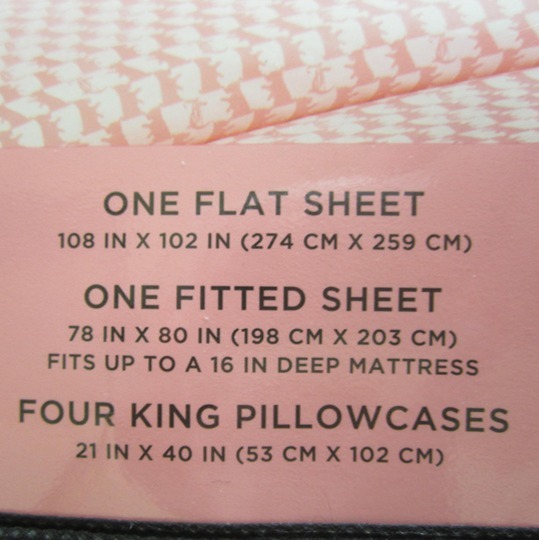 ONE FLAT SHEET
108 IN X 102 IN (274 CM X 259 CM)
ONE FITTED SHEET
78 IN X 80 IN (198 CM X 203 CM)
FITS UP TO A 16 IN DEEP MATTRESS
FOUR KING PILLOWCASES
21 IN X 40 IN (53 CM X 102 CM)